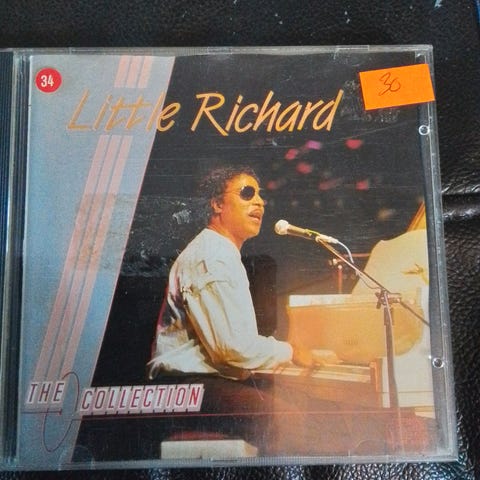 34
30
Little Richard
THE COLLECTION